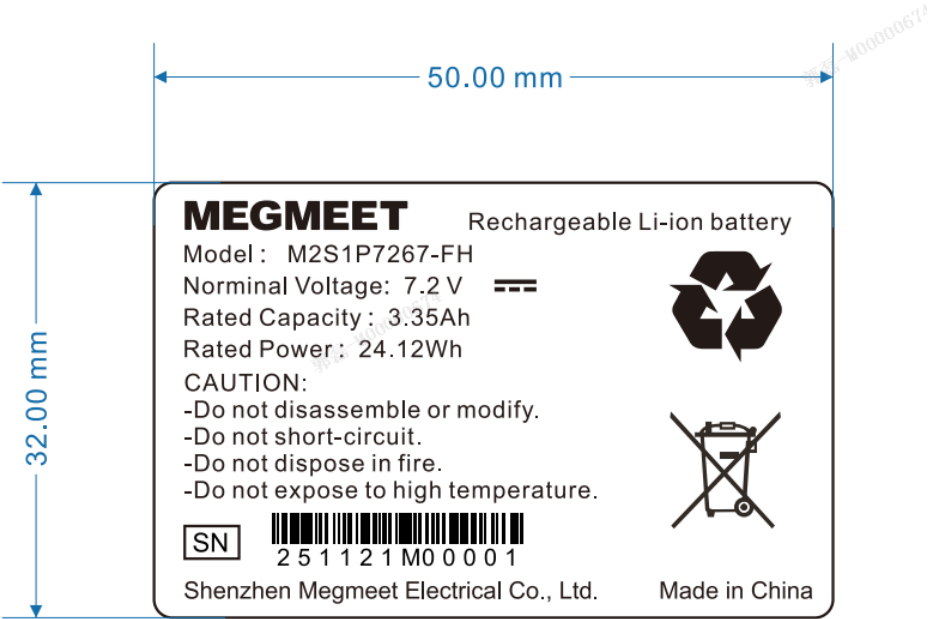 50.00 mm
32.00 mm
MEGMEET Rechargeable Li-ion battery
Model : M2S1P7267-FH
Norminal Voltage: 7.2 V
Rated Capacity : 3.35Ah
Rated Power : 24.12Wh
CAUTION:
-Do not disassemble or modify.
-Do not short-circuit.
-Do not dispose in fire.
-Do not expose to high temperature.
SN
251121M00001
Shenzhen Megmeet Electrical Co., Ltd. Made in China